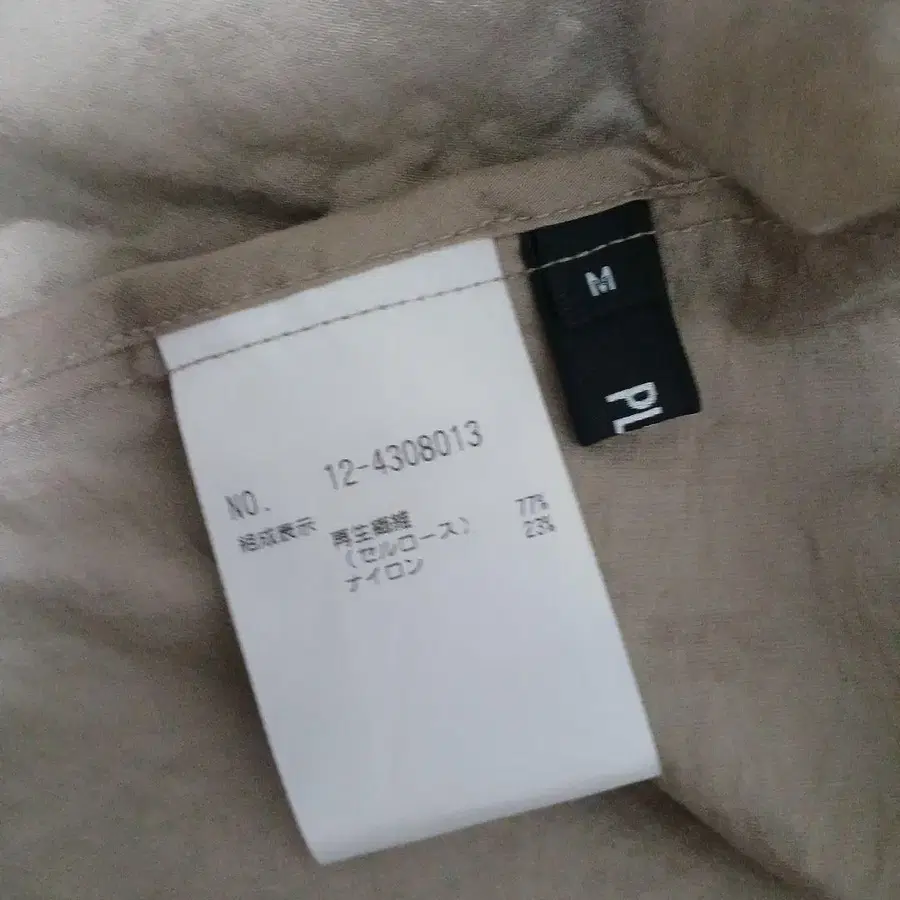 M
PL
NO. 12-4308013
組成表示 再生繊維 77%
(セルロース) 23%
ナイロン